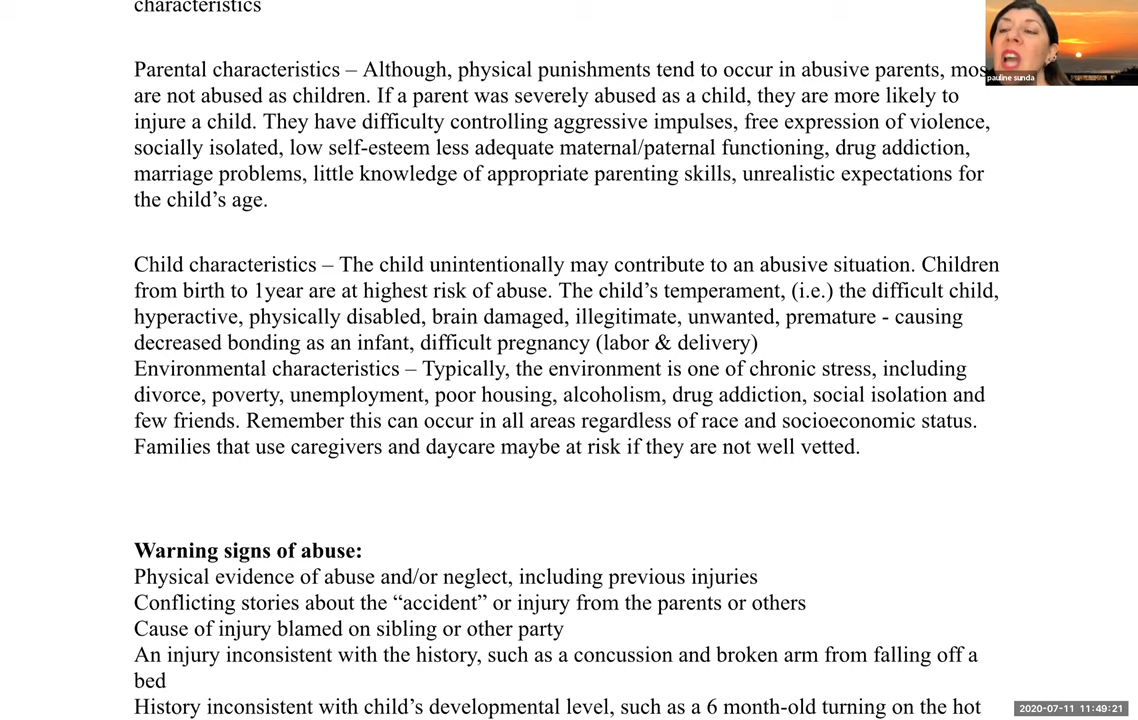 characteristics
Parental characteristics – Although, physical punishments tend to occur in abusive parents, mos
are not abused as children. If a parent was severely abused as a child, they are more likely to
injure a child. They have difficulty controlling aggressive impulses, free expression of violence,
socially isolated, low self-esteem less adequate maternal/paternal functioning, drug addiction,
marriage problems, little knowledge of appropriate parenting skills, unrealistic expectations for
the child’s age.
Child characteristics – The child unintentionally may contribute to an abusive situation. Children
from birth to 1year are at highest risk of abuse. The child’s temperament, (i.e.) the difficult child,
hyperactive, physically disabled, brain damaged, illegitimate, unwanted, premature - causing
decreased bonding as an infant, difficult pregnancy (labor & delivery)
Environmental characteristics – Typically, the environment is one of chronic stress, including
divorce, poverty, unemployment, poor housing, alcoholism, drug addiction, social isolation and
few friends. Remember this can occur in all areas regardless of race and socioeconomic status.
Families that use caregivers and daycare maybe at risk if they are not well vetted.
Warning signs of abuse:
Physical evidence of abuse and/or neglect, including previous injuries
Conflicting stories about the “accident” or injury from the parents or others
Cause of injury blamed on sibling or other party
An injury inconsistent with the history, such as a concussion and broken arm from falling off a
bed
History inconsistent with child’s developmental level, such as a 6 month-old turning on the hot
pauline sunda
2020-07-11 11:49:21